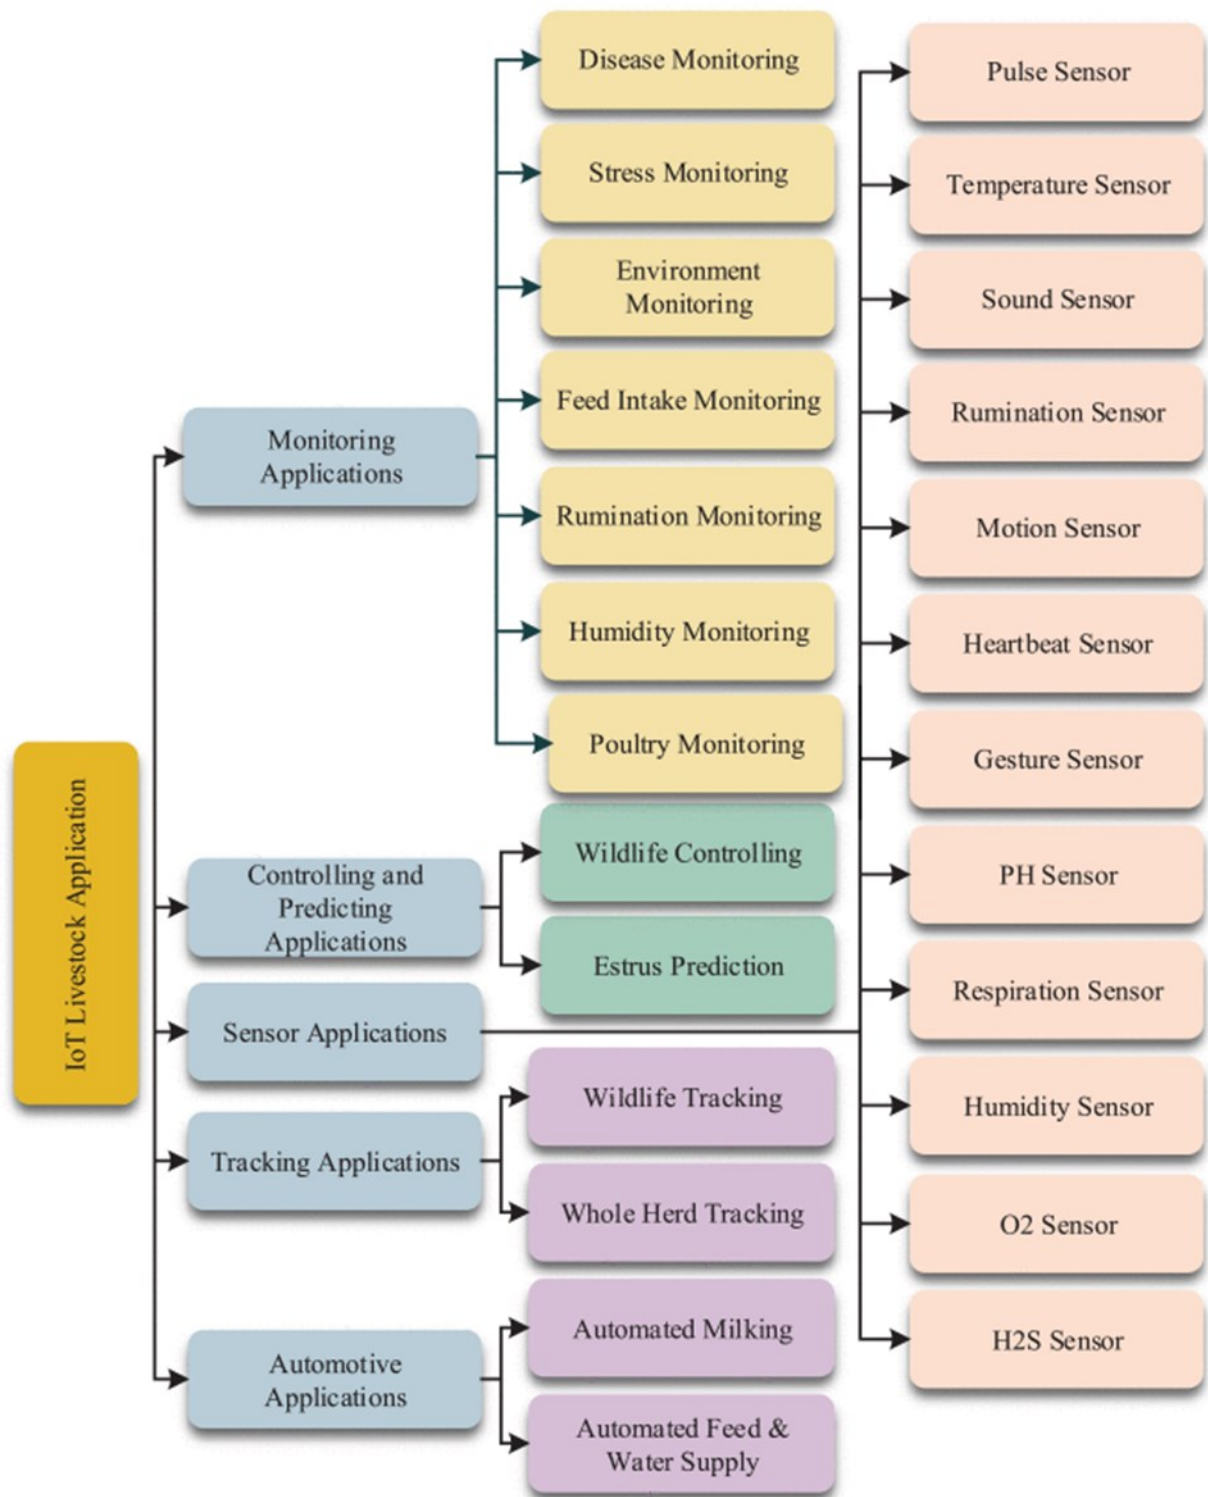 IoT Livestock Application
Monitoring
Applications
Disease Monitoring
Stress Monitoring
Environment
Monitoring
Feed Intake Monitoring
Rumination Monitoring
Humidity Monitoring
Poultry Monitoring
Controlling and
Predicting
Applications
Wildlife Controlling
Estrus Prediction
Sensor Applications
Pulse Sensor
Temperature Sensor
Sound Sensor
Rumination Sensor
Motion Sensor
Heartbeat Sensor
Gesture Sensor
PH Sensor
Respiration Sensor
Humidity Sensor
O2 Sensor
H2S Sensor
Tracking Applications
Wildlife Tracking
Whole Herd Tracking
Automotive
Applications
Automated Milking
Automated Feed &
Water Supply